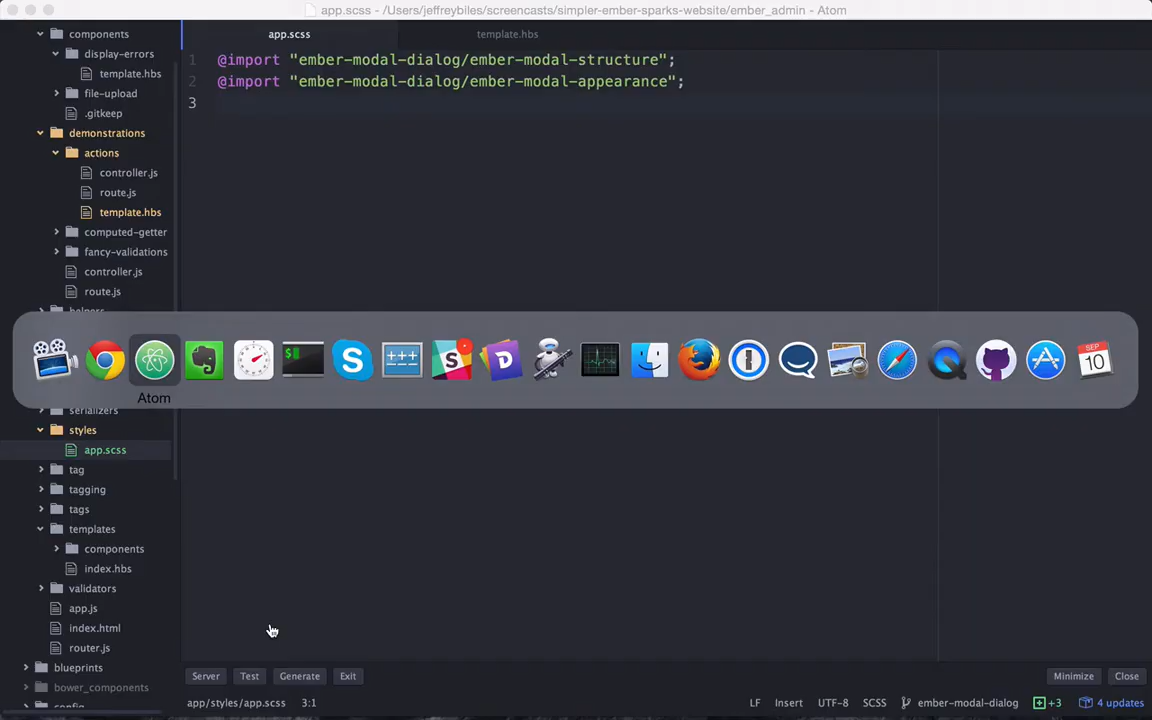 app.scss - /Users/jeffreybiles/screencasts/simpler-ember-sparks-website/ember_admin - Atom
components
display-errors
template.hbs
file-upload
.gitkeep
demonstrations
actions
controller.js
route.js
template.hbs
computed-getter
fancy-validations
controller.js
route.js
helpers
app.scss
template.hbs
1 @import "ember-modal-dialog/ember-modal-structure";
2 @import "ember-modal-dialog/ember-modal-appearance";
3
SEP
10
Atom
serializers
styles
app.scss
tag
tagging
tags
templates
components
index.hbs
validators
app.js
index.html
router.js
blueprints
bower_components
config
Server Test Generate Exit
Minimize Close
app/styles/app.scss 3:1
LF Insert UTF-8 SCSS ember-modal-dialog +3 4 updates